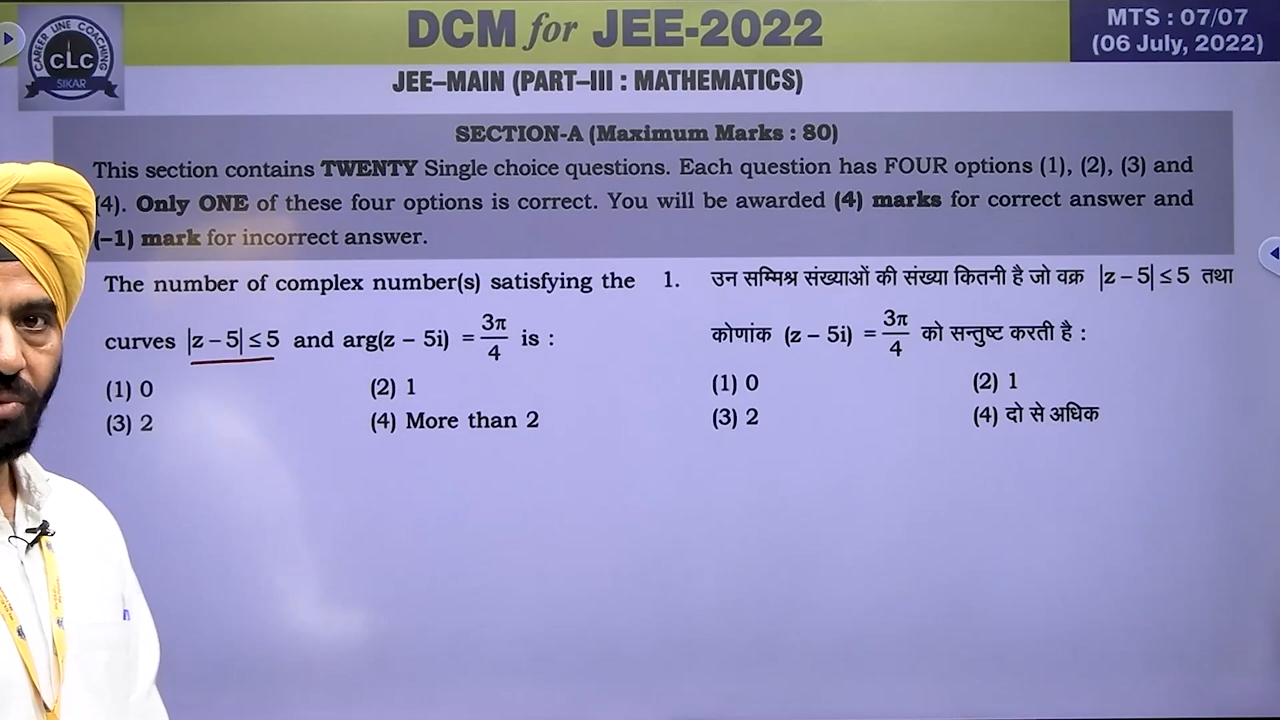 DCM for JEE-2022
MTS : 07/07
(06 July, 2022)
CAREER LINE COACHING
CLC
SIKAR
JEE–MAIN (PART–III : MATHEMATICS)
SECTION-A (Maximum Marks : 80)
This section contains TWENTY Single choice questions. Each question has FOUR options (1), (2), (3) and
(4). Only ONE of these four options is correct. You will be awarded (4) marks for correct answer and
(–1) mark for incorrect answer.
The number of complex number(s) satisfying the
curves |z – 5| ≤ 5 and arg(z – 5i) = 3π/4 is :
(1) 0 (2) 1
(3) 2 (4) More than 2
1. उन सम्मिश्र संख्याओं की संख्या कितनी है जो वक्र |z – 5| ≤ 5 तथा
कोणांक (z – 5i) = 3π/4 को सन्तुष्ट करती है :
(1) 0 (2) 1
(3) 2 (4) दो से अधिक